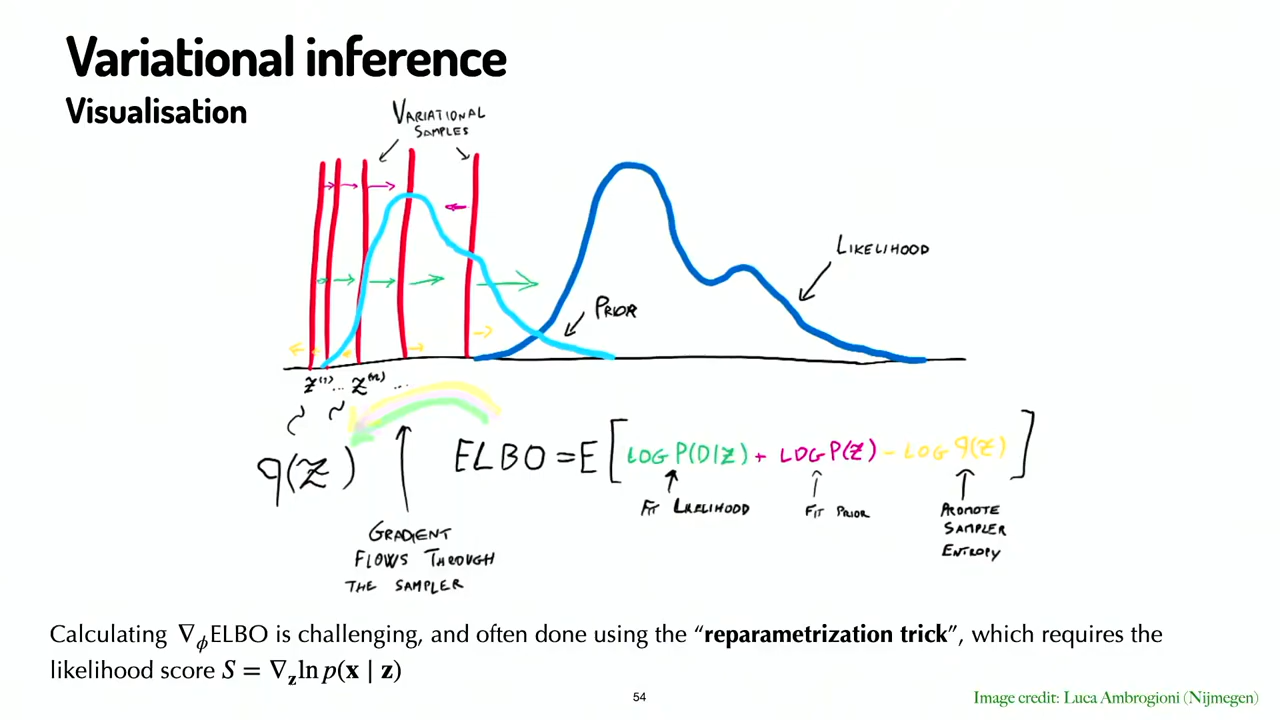 Variational inference
Visualisation
VARIATIONAL
SAMPLES
LIKELIHOOD
PRIOR
z⁽¹⁾... z⁽ⁿ⁾ ...
q(z)
ELBO = E [ LOG P(D|z) + LOG P(z) - LOG q(z) ]
FIT LIKELIHOOD
FIT PRIOR
PROMOTE
SAMPLER
ENTROPY
GRADIENT
FLOWS THROUGH
THE SAMPLER
Calculating ∇ϕELBO is challenging, and often done using the “reparametrization trick”, which requires the
likelihood score S = ∇z ln p(x | z)
54
Image credit: Luca Ambrogioni (Nijmegen)